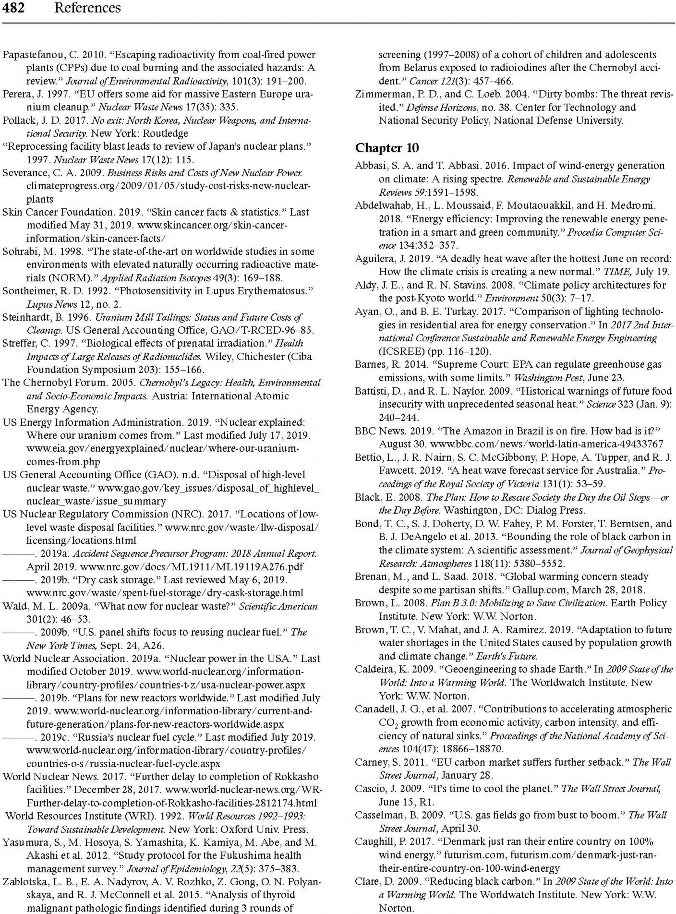 482 References
Papastefanou, C. 2010. “Escaping radioactivity from coal-fired power
plants (CPPs) due to coal burning and the associated hazards: A
review.” Journal of Environmental Radioactivity, 101(3): 191–200.
Perera, J. 1997. “EU offers some aid for massive Eastern Europe ura-
nium cleanup.” Nuclear Waste News 17(35): 335.
Pollack, J. D. 2017. No exit: North Korea, Nuclear Weapons, and Interna-
tional Security. New York: Routledge
“Reprocessing facility blast leads to review of Japan’s nuclear plans.”
1997. Nuclear Waste News 17(12): 115.
Severance, C. A. 2009. Business Risks and Costs of New Nuclear Power.
climateprogress.org/2009/01/05/study-cost-risks-new-nuclear-
plants
Skin Cancer Foundation. 2019. “Skin cancer facts & statistics.” Last
modified May 31, 2019. www.skincancer.org/skin-cancer-
information/skin-cancer-facts/
Sohrabi, M. 1998. “The state-of-the-art on worldwide studies in some
environments with elevated naturally occurring radioactive mate-
rials (NORM).” Applied Radiation Isotopes 49(3): 169–188.
Sontheimer, R. D. 1992. “Photosensitivity in Lupus Erythematosus.”
Lupus News 12, no. 2.
Steinhardt, B. 1996. Uranium Mill Tailings: Status and Future Costs of
Cleanup. US General Accounting Office, GAO/T-RCED-96–85.
Streffer, C. 1997. “Biological effects of prenatal irradiation.” Health
Impacts of Large Releases of Radionuclides. Wiley, Chichester (Ciba
Foundation Symposium 203): 155–166.
The Chernobyl Forum. 2005. Chernobyl’s Legacy: Health, Environmental
and Socio-Economic Impacts. Austria: International Atomic
Energy Agency.
US Energy Information Administration. 2019. “Nuclear explained:
Where our uranium comes from.” Last modified July 17, 2019.
www.eia.gov/energyexplained/nuclear/where-our-uranium-
comes-from.php
US General Accounting Office (GAO). n.d. “Disposal of high-level
nuclear waste.” www.gao.gov/key_issues/disposal_of_highlevel_
nuclear_waste/issue_summary
US Nuclear Regulatory Commission (NRC). 2017. “Locations of low-
level waste disposal facilities.” www.nrc.gov/waste/llw-disposal/
licensing/locations.html
———. 2019a. Accident Sequence Precursor Program: 2018 Annual Report.
April 2019. www.nrc.gov/docs/ML1911/ML19119A276.pdf
———. 2019b. “Dry cask storage.” Last reviewed May 6, 2019.
www.nrc.gov/waste/spent-fuel-storage/dry-cask-storage.html
Wald, M. L. 2009a. “What now for nuclear waste?” Scientific American
301(2): 46–53.
———. 2009b. “U.S. panel shifts focus to reusing nuclear fuel.” The
New York Times, Sept. 24, A26.
World Nuclear Association. 2019a. “Nuclear power in the USA.” Last
modified October 2019. www.world-nuclear.org/information-
library/country-profiles/countries-t-z/usa-nuclear-power.aspx
———. 2019b. “Plans for new reactors worldwide.” Last modified July
2019. www.world-nuclear.org/information-library/current-and-
future-generation/plans-for-new-reactors-worldwide.aspx
———. 2019c. “Russia’s nuclear fuel cycle.” Last modified July 2019.
www.world-nuclear.org/information-library/country-profiles/
countries-o-s/russia-nuclear-fuel-cycle.aspx
World Nuclear News. 2017. “Further delay to completion of Rokkasho
facilities.” December 28, 2017. www.world-nuclear-news.org/WR-
Further-delay-to-completion-of-Rokkasho-facilities-2812174.html
World Resources Institute (WRI). 1992. World Resources 1992–1993:
Toward Sustainable Development. New York: Oxford Univ. Press.
Yasumura, S., M. Hosoya, S. Yamashita, K. Kamiya, M. Abe, and M.
Akashi et al. 2012. “Study protocol for the Fukushima health
management survey.” Journal of Epidemiology, 22(5): 375–383.
Zablotska, L. B., E. A. Nadyrov, A. V. Rozhko, Z. Gong, O. N. Polyan-
skaya, and R. J. McConnell et al. 2015. “Analysis of thyroid
malignant pathologic findings identified during 3 rounds of
screening (1997–2008) of a cohort of children and adolescents
from Belarus exposed to radioiodines after the Chernobyl acci-
dent.” Cancer 121(3): 457–466.
Zimmerman, P. D., and C. Loeb. 2004. “Dirty bombs: The threat revis-
ited.” Defense Horizons, no. 38. Center for Technology and
National Security Policy, National Defense University.
Chapter 10
Abbasi, S. A. and T. Abbasi. 2016. Impact of wind-energy generation
on climate: A rising spectre. Renewable and Sustainable Energy
Reviews 59:1591–1598.
Abdelwahab, H., L. Moussaid, F. Moutaouakkil, and H. Medromi.
2018. “Energy efficiency: Improving the renewable energy pene-
tration in a smart and green community.” Procedia Computer Sci-
ence 134:352–357.
Aguilera, J. 2019. “A deadly heat wave after the hottest June on record:
How the climate crisis is creating a new normal.” TIME, July 19.
Aldy, J. E., and R. N. Stavins. 2008. “Climate policy architectures for
the post-Kyoto world.” Environment 50(3): 7–17.
Ayan, O., and B. E. Turkay. 2017. “Comparison of lighting technolo-
gies in residential area for energy conservation.” In 2017 2nd Inter-
national Conference Sustainable and Renewable Energy Engineering
(ICSREE) (pp. 116–120).
Barnes, R. 2014. “Supreme Court: EPA can regulate greenhouse gas
emissions, with some limits.” Washington Post, June 23.
Battisti, D., and R. L. Naylor. 2009. “Historical warnings of future food
insecurity with unprecedented seasonal heat.” Science 323 (Jan. 9):
240–244.
BBC News. 2019. “The Amazon in Brazil is on fire. How bad is it?”
August 30. www.bbc.com/news/world-latin-america-49433767
Bettio, L., J. R. Nairn, S. C. McGibbony, P. Hope, A. Tupper, and R. J.
Fawcett. 2019. “A heat wave forecast service for Australia.” Pro-
ceedings of the Royal Society of Victoria 131(1): 53–59.
Black, E. 2008. The Plan: How to Rescue Society the Day the Oil Stops—or
the Day Before. Washington, DC: Dialog Press.
Bond, T. C., S. J. Doherty, D. W. Fahey, P. M. Forster, T. Berntsen, and
B. J. DeAngelo et al. 2013. “Bounding the role of black carbon in
the climate system: A scientific assessment.” Journal of Geophysical
Research: Atmospheres 118(11): 5380–5552.
Brenan, M., and L. Saad. 2018. “Global warming concern steady
despite some partisan shifts.” Gallup.com, March 28, 2018.
Brown, L. 2008. Plan B 3.0: Mobilizing to Save Civilization. Earth Policy
Institute. New York: W.W. Norton.
Brown, T. C., V. Mahat, and J. A. Ramirez. 2019. “Adaptation to future
water shortages in the United States caused by population growth
and climate change.” Earth’s Future.
Caldeira, K. 2009. “Geoengineering to shade Earth.” In 2009 State of the
World: Into a Warming World. The Worldwatch Institute. New
York: W.W. Norton.
Canadell, J. G., et al. 2007. “Contributions to accelerating atmospheric
CO₂ growth from economic activity, carbon intensity, and effi-
ciency of natural sinks.” Proceedings of the National Academy of Sci-
ences 104(47): 18866–18870.
Carney, S. 2011. “EU carbon market suffers further setback.” The Wall
Street Journal, January 28.
Cascio, J. 2009. “It’s time to cool the planet.” The Wall Street Journal,
June 15, R1.
Casselman, B. 2009. “U.S. gas fields go from bust to boom.” The Wall
Street Journal, April 30.
Caughill, P. 2017. “Denmark just ran their entire country on 100%
wind energy.” futurism.com, futurism.com/denmark-just-ran-
their-entire-country-on-100-wind-energy
Clare, D. 2009. “Reducing black carbon.” In 2009 State of the World: Into
a Warming World. The Worldwatch Institute. New York: W.W.
Norton.